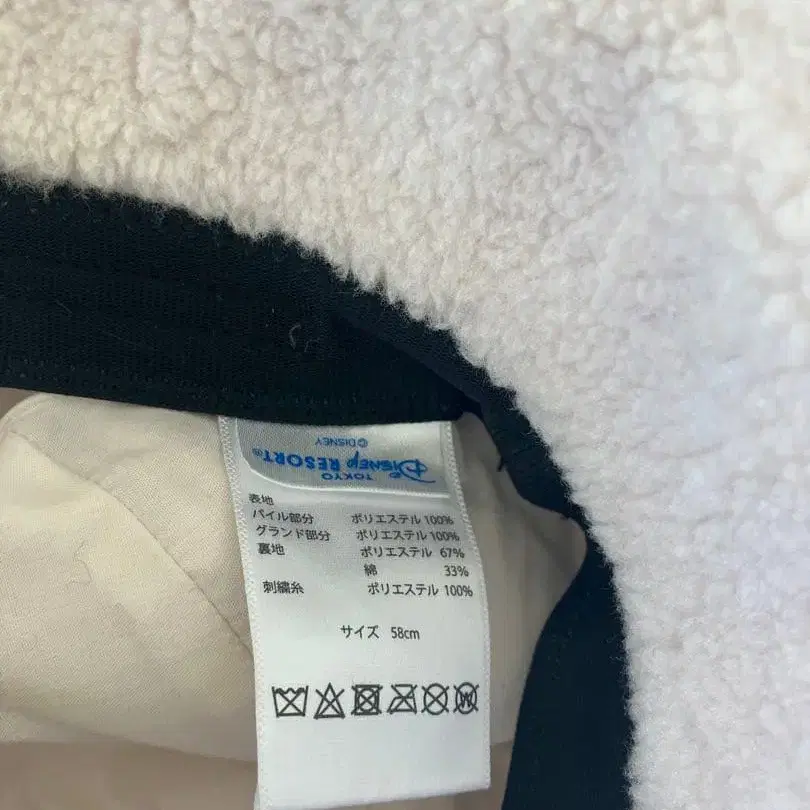 © DISNEY
TOKYO
Disney RESORT®
表地
パイル部分 ポリエステル 100%
グランド部分 ポリエステル 100%
裏地 ポリエステル 67%
綿 33%
刺繍糸 ポリエステル 100%
サイズ 58cm
W